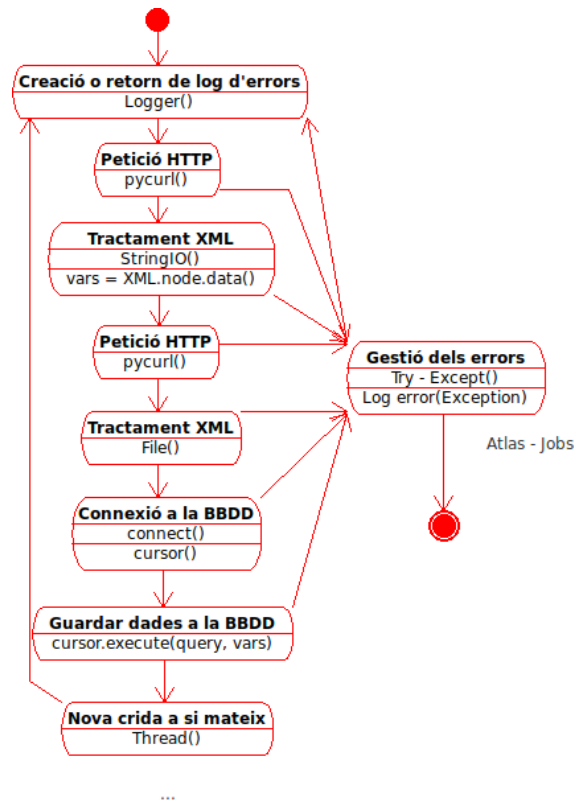 Creació o retorn de log d'errors
Logger()
Petició HTTP
pycurl()
Tractament XML
StringIO()
vars = XML.node.data()
Petició HTTP
pycurl()
Gestió dels errors
Try - Except()
Log error(Exception)
Tractament XML
File()
Atlas - Jobs
Connexió a la BBDD
connect()
cursor()
Guardar dades a la BBDD
cursor.execute(query, vars)
Nova crida a si mateix
Thread()
...